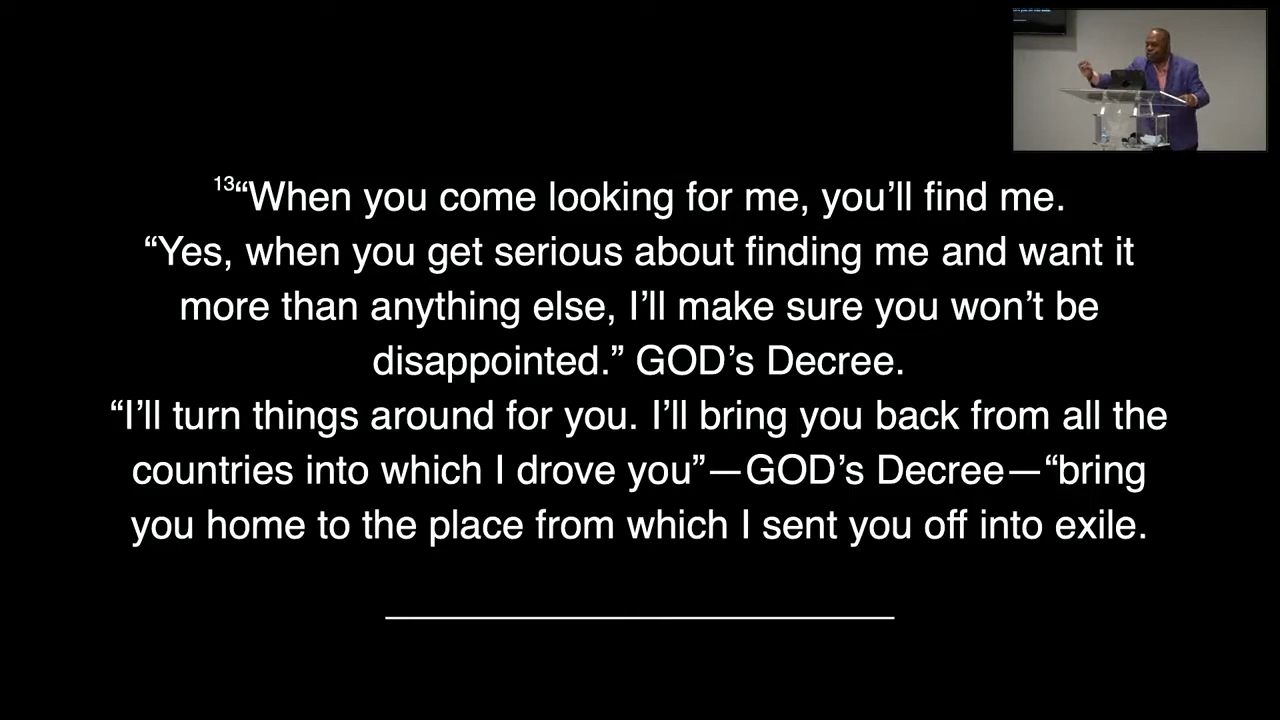 13“When you come looking for me, you’ll find me.
“Yes, when you get serious about finding me and want it
more than anything else, I’ll make sure you won’t be
disappointed.” GOD’s Decree.
“I’ll turn things around for you. I’ll bring you back from all the
countries into which I drove you”—GOD’s Decree—“bring
you home to the place from which I sent you off into exile.